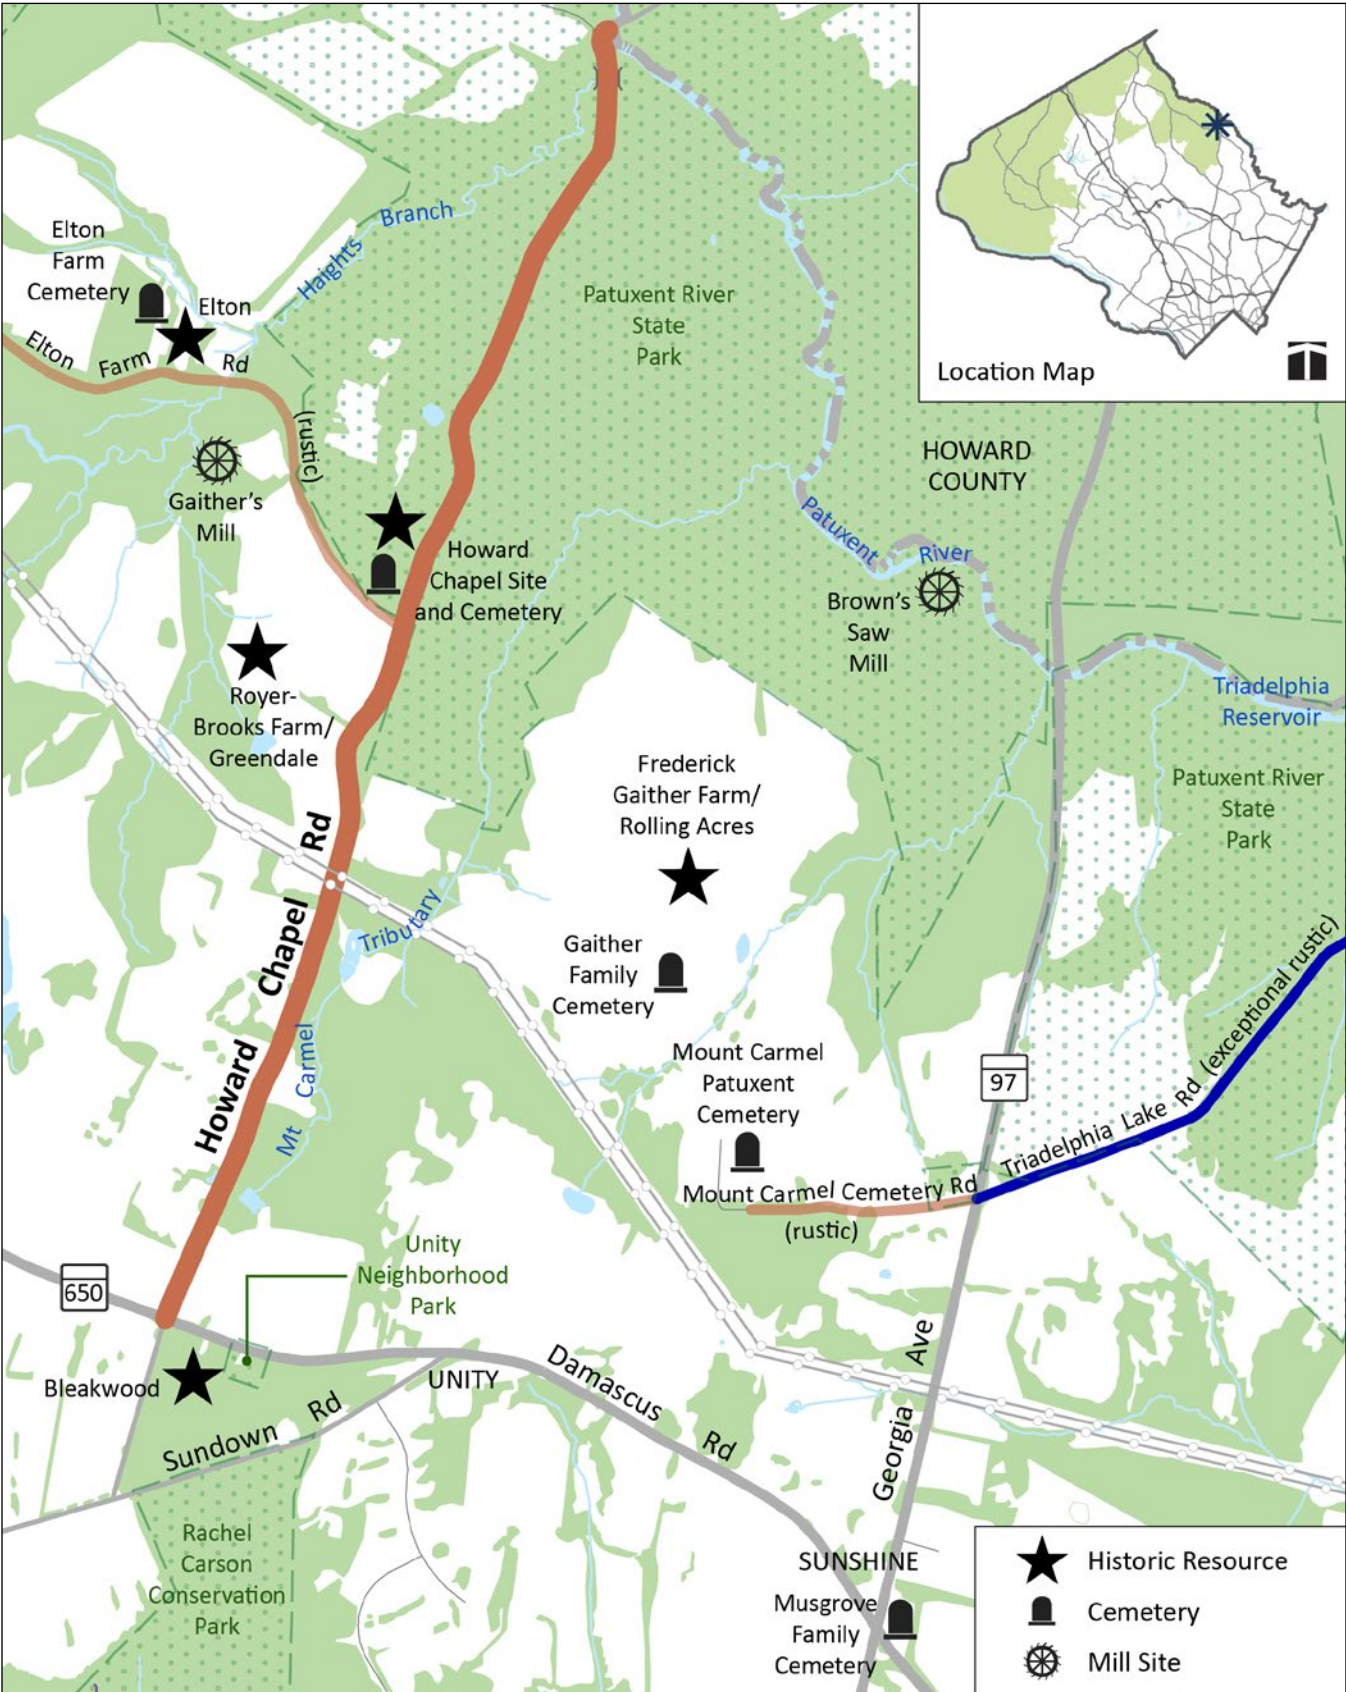 Elton
Farm
Cemetery
Elton
Haights Branch
Elton Farm Rd
(rustic)
Gaither's
Mill
Patuxent River
State
Park
Location Map
HOWARD
COUNTY
Howard
Chapel Site
and Cemetery
Patuxent River
Brown's
Saw
Mill
Royer-
Brooks Farm/
Greendale
Triadelphia
Reservoir
Frederick
Gaither Farm/
Rolling Acres
Patuxent River
State
Park
Howard Chapel Rd
Mt Carmel Tributary
Gaither
Family
Cemetery
Mount Carmel
Patuxent
Cemetery
97
Triadelphia Lake Rd (exceptional rustic)
Mount Carmel Cemetery Rd
(rustic)
Unity
Neighborhood
Park
650
Bleakwood
UNITY
Damascus Rd
Georgia Ave
Sundown Rd
Rachel
Carson
Conservation
Park
SUNSHINE
Musgrove
Family
Cemetery
Historic Resource
Cemetery
Mill Site